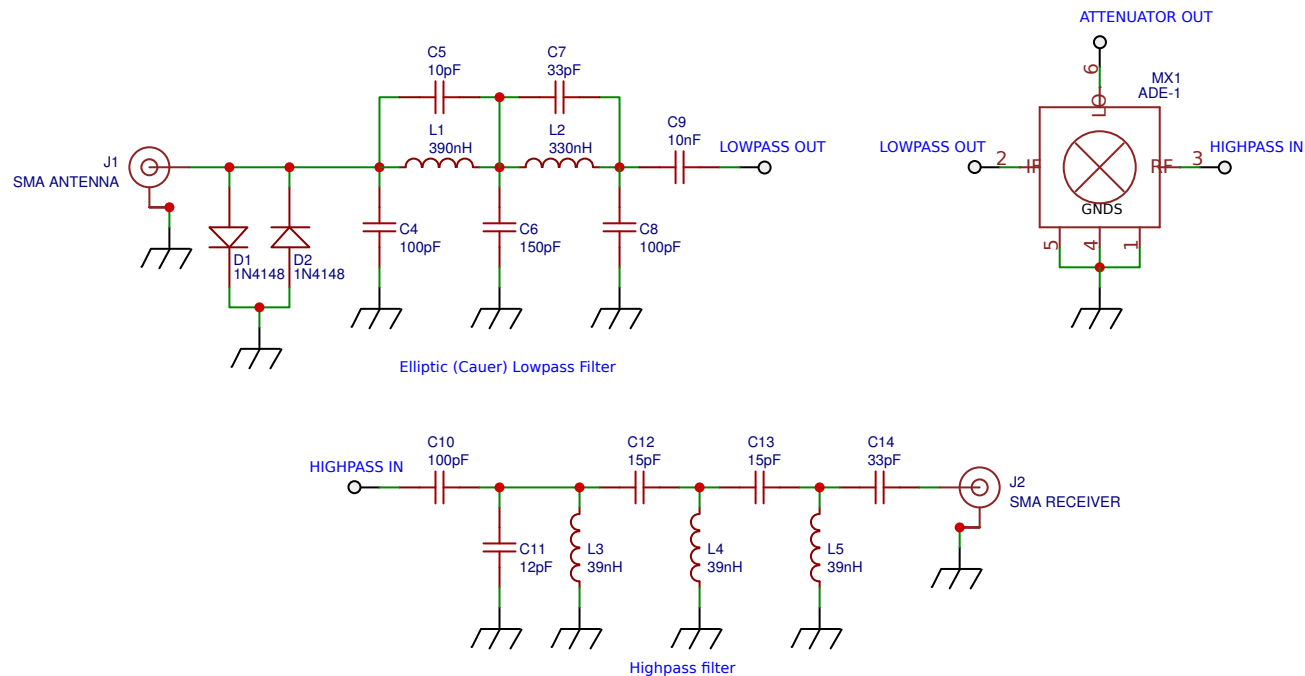 ATTENUATOR OUT
C5
10pF
C7
33pF
6
MX1
ADE-1
LO
L1
390nH
L2
330nH
C9
10nF
LOWPASS OUT
LOWPASS OUT
2
IF
RF
3
HIGHPASS IN
J1
SMA ANTENNA
GNDS
C4
100pF
C6
150pF
C8
100pF
5
4
1
D1
1N4148
D2
1N4148
Elliptic (Cauer) Lowpass Filter
HIGHPASS IN
C10
100pF
C12
15pF
C13
15pF
C14
33pF
J2
SMA RECEIVER
C11
12pF
L3
39nH
L4
39nH
L5
39nH
Highpass filter